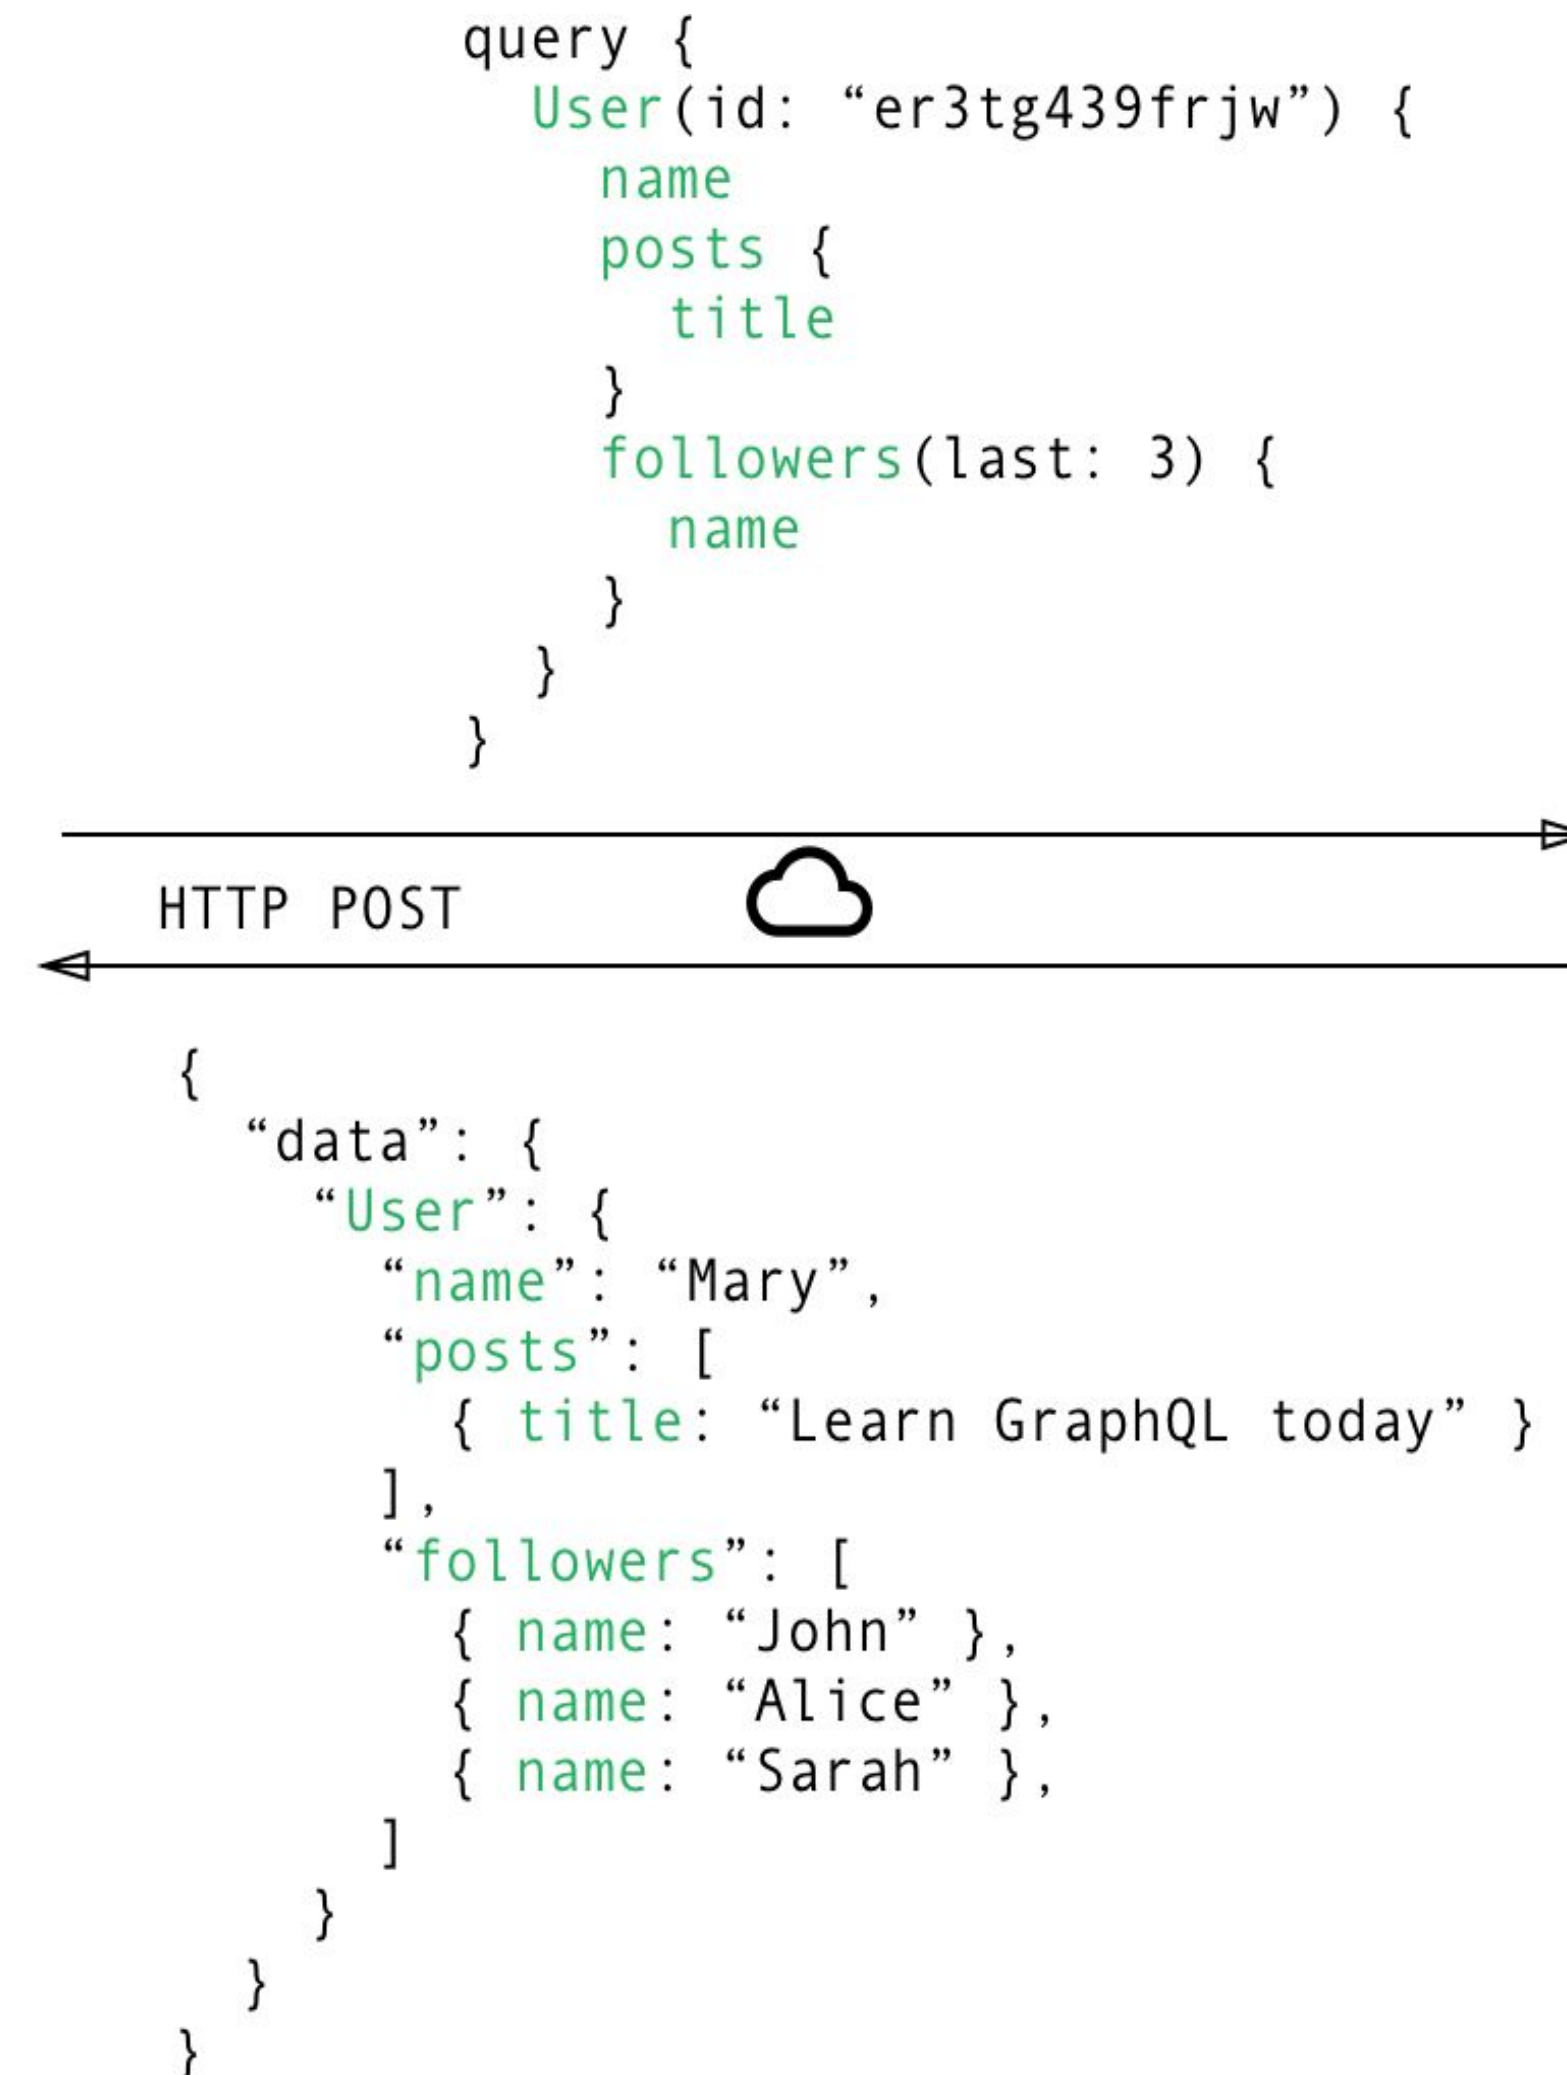 query {
  User(id: “er3tg439frjw”) {
    name
    posts {
      title
    }
    followers(last: 3) {
      name
    }
  }
}
HTTP POST
{
  “data”: {
    “User”: {
      “name”: “Mary”,
      “posts”: [
        { title: “Learn GraphQL today” }
      ],
      “followers”: [
        { name: “John” },
        { name: “Alice” },
        { name: “Sarah” },
      ]
    }
  }
}